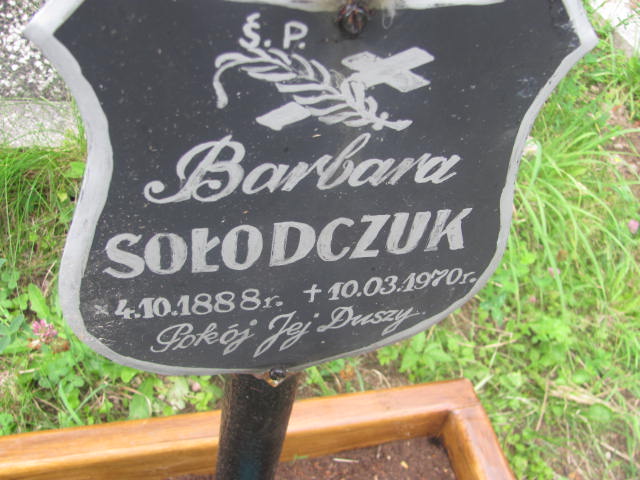 Ś. P.
Barbara
SOŁODCZUK
* 4.10.1888r. + 10.03.1970r.
Pokój Jej Duszy